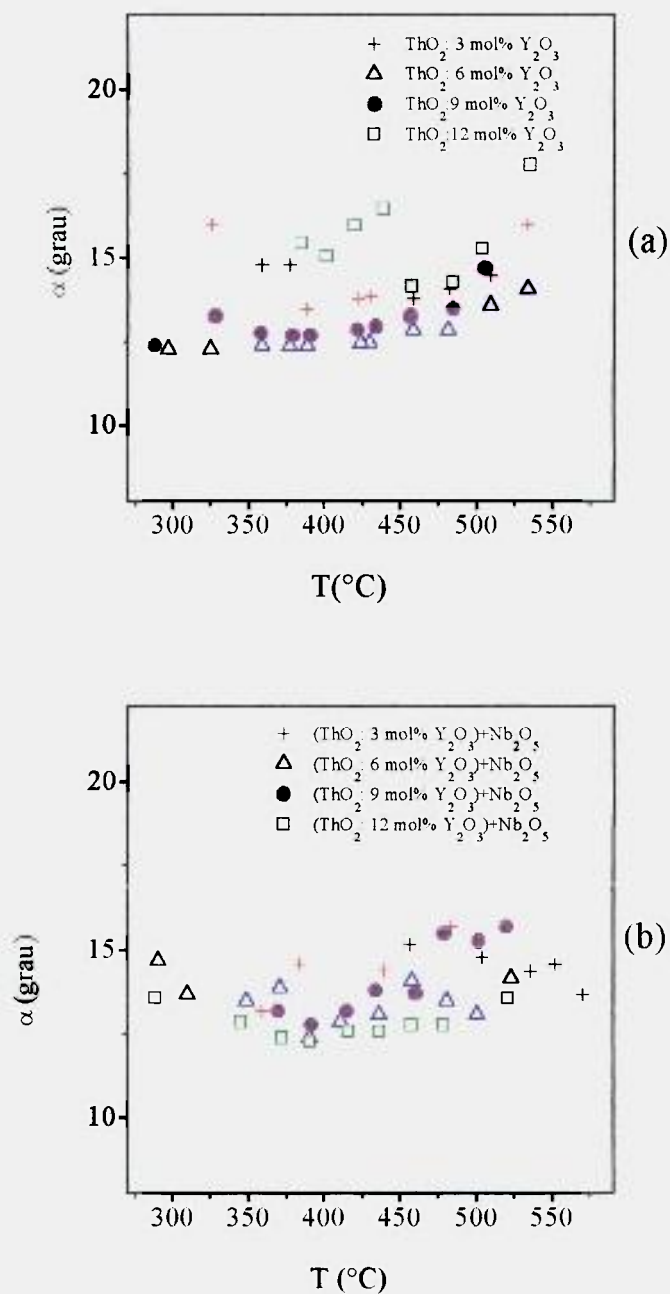 + ThO₂: 3 mol% Y₂O₃
△ ThO₂: 6 mol% Y₂O₃
● ThO₂:9 mol% Y₂O₃
□ ThO₂:12 mol% Y₂O₃
20
15
10
α (grau)
(a)
300 350 400 450 500 550
T(°C)
+ (ThO₂: 3 mol% Y₂O₃)+Nb₂O₅
△ (ThO₂: 6 mol% Y₂O₃)+Nb₂O₅
● (ThO₂: 9 mol% Y₂O₃)+Nb₂O₅
□ (ThO₂: 12 mol% Y₂O₃)+Nb₂O₅
20
15
10
α (grau)
(b)
300 350 400 450 500 550
T (°C)